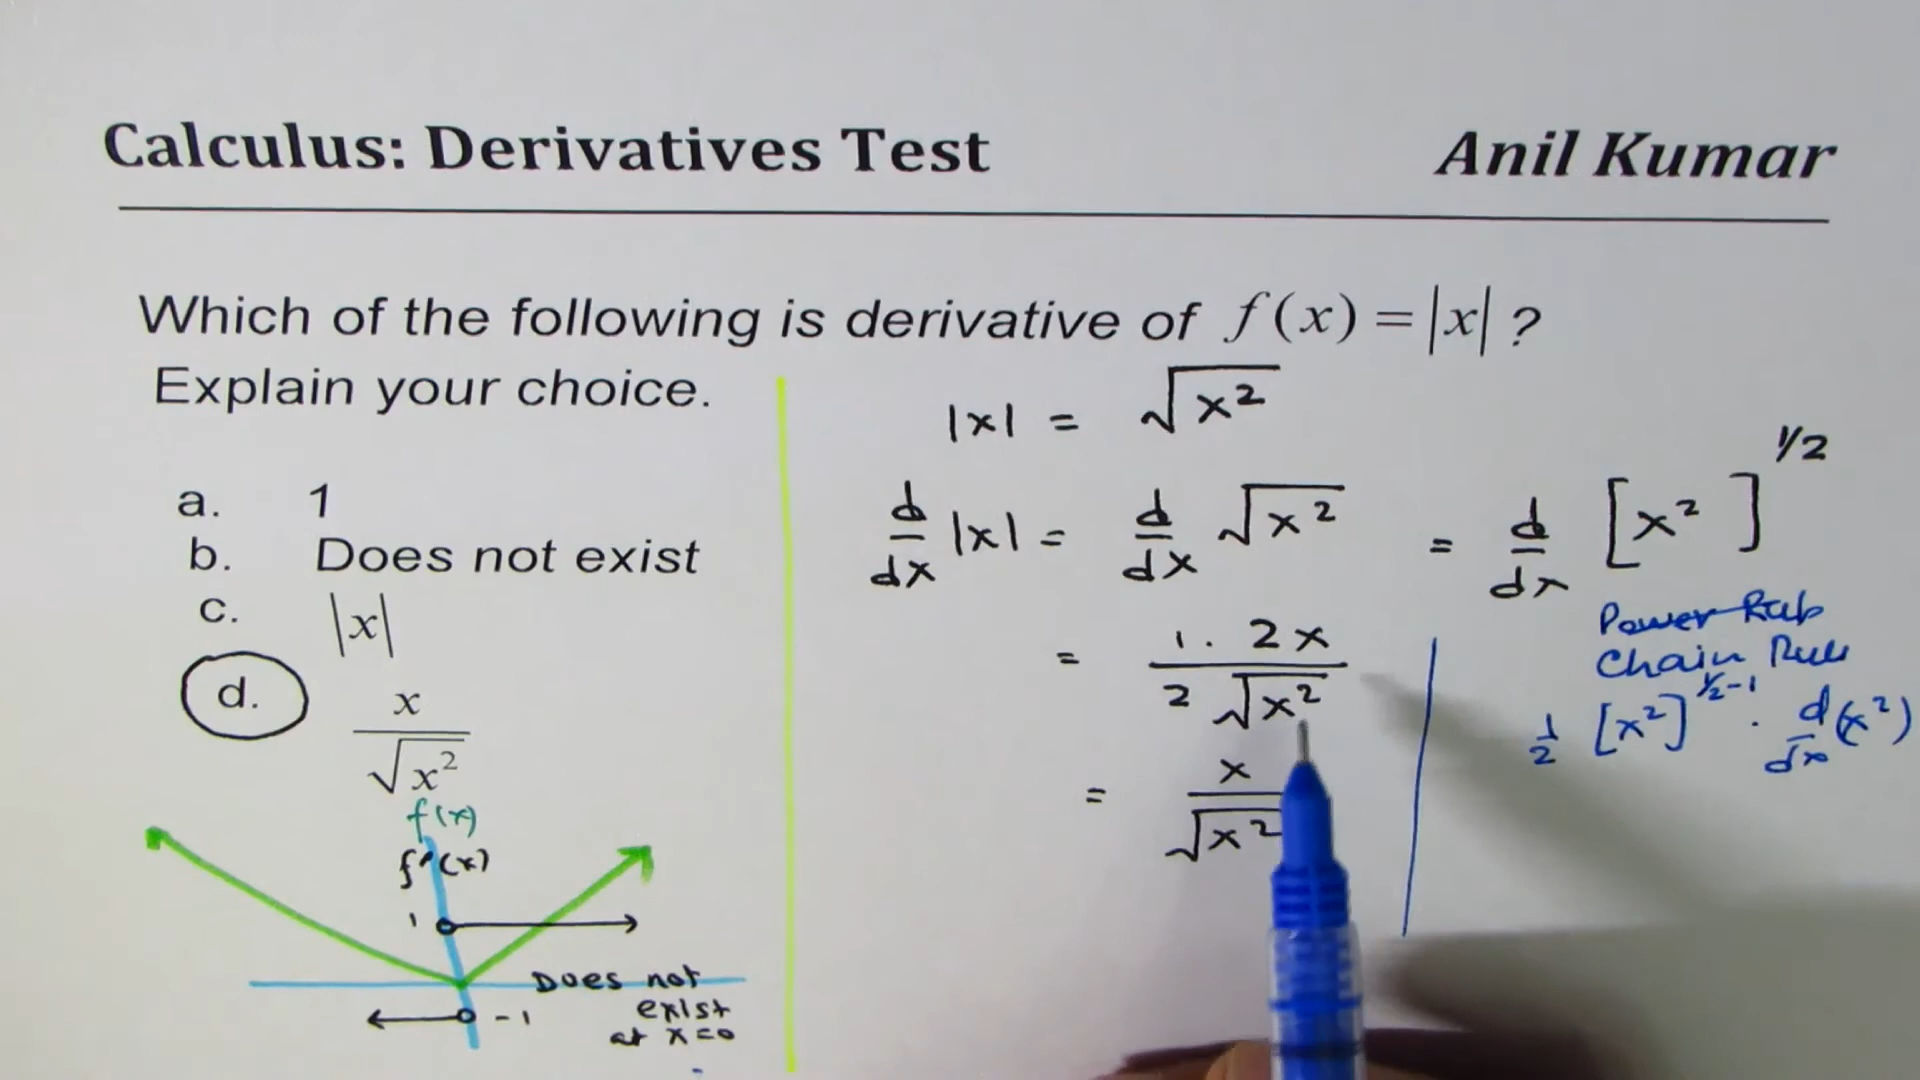 Calculus: Derivatives Test
Anil Kumar
Which of the following is derivative of f(x) = |x| ?
Explain your choice.
a. 1
b. Does not exist
c. |x|
d. x / √x²
f(x)
f'(x)
1
-1
Does not
exist
at x=0
|x| = √x²
d/dx |x| = d/dx √x² = d/dx [x²]^1/2
= 1. 2x / 2 √x²
= x / √x²
Power Rule
Chain Rule
1/2 [x²]^1/2-1 . d/dx (x²)